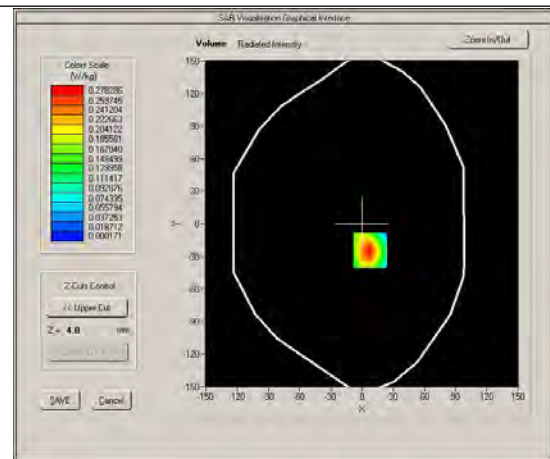 SAR Visualisation Graphical Interface
Volume Radiated Intensity
Zoom In/Out
Colors Scale
(W/kg)
0.278286
0.259745
0.241204
0.222663
0.204122
0.185581
0.167040
0.148499
0.129958
0.111417
0.092876
0.074335
0.055794
0.037253
0.018712
0.000171
Z-Cuts Control
<< Upper Cut
Z = 4.0 mm
SAVE Cancel
150
120
90
60
30
0
-30
-60
-90
-120
-150
Y
-150 -120 -90 -60 -30 0 30 60 90 120 150
X